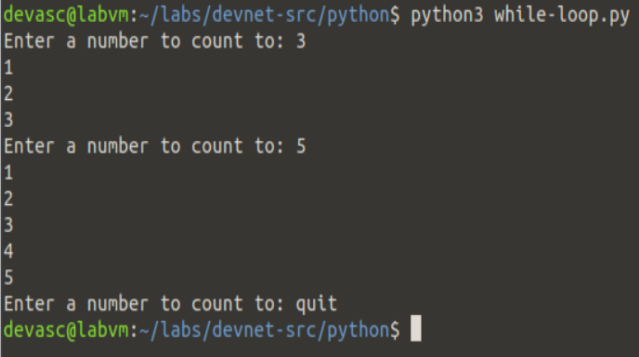 devasc@labvm:~/labs/devnet-src/python$ python3 while-loop.py
Enter a number to count to: 3
1
2
3
Enter a number to count to: 5
1
2
3
4
5
Enter a number to count to: quit
devasc@labvm:~/labs/devnet-src/python$